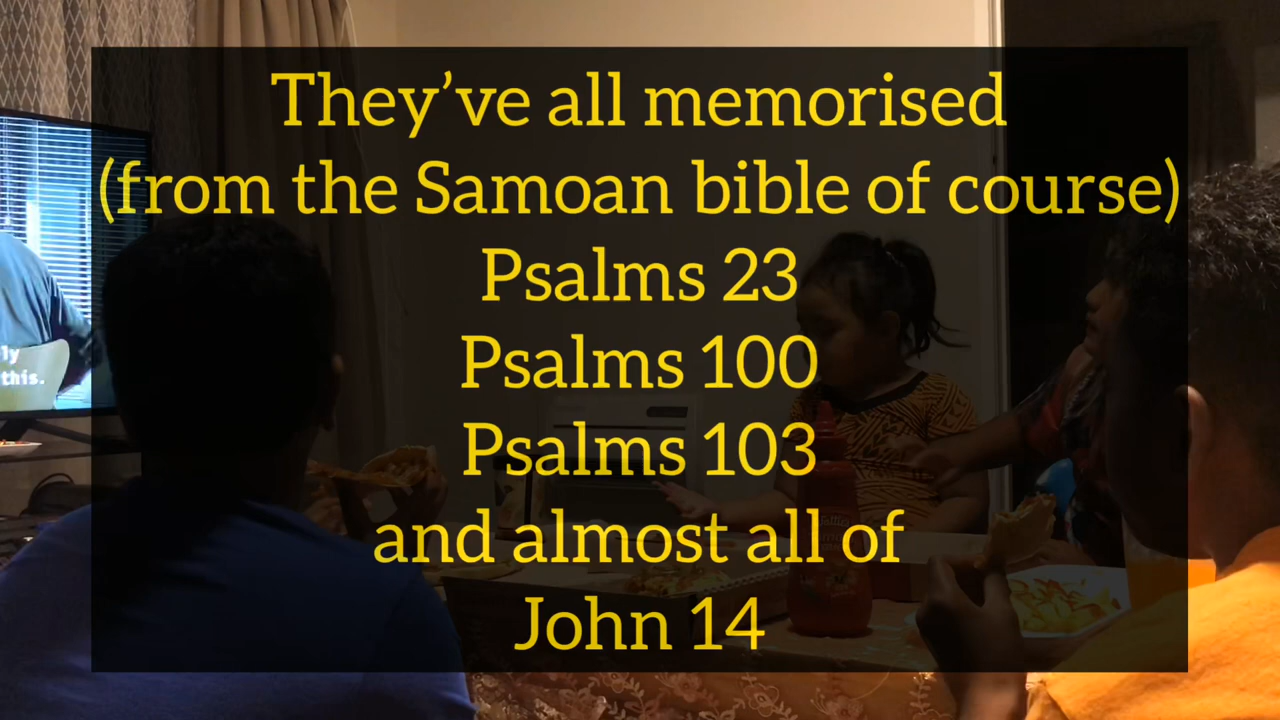 They’ve all memorised
(from the Samoan bible of course)
Psalms 23
Psalms 100
Psalms 103
and almost all of
John 14
this.